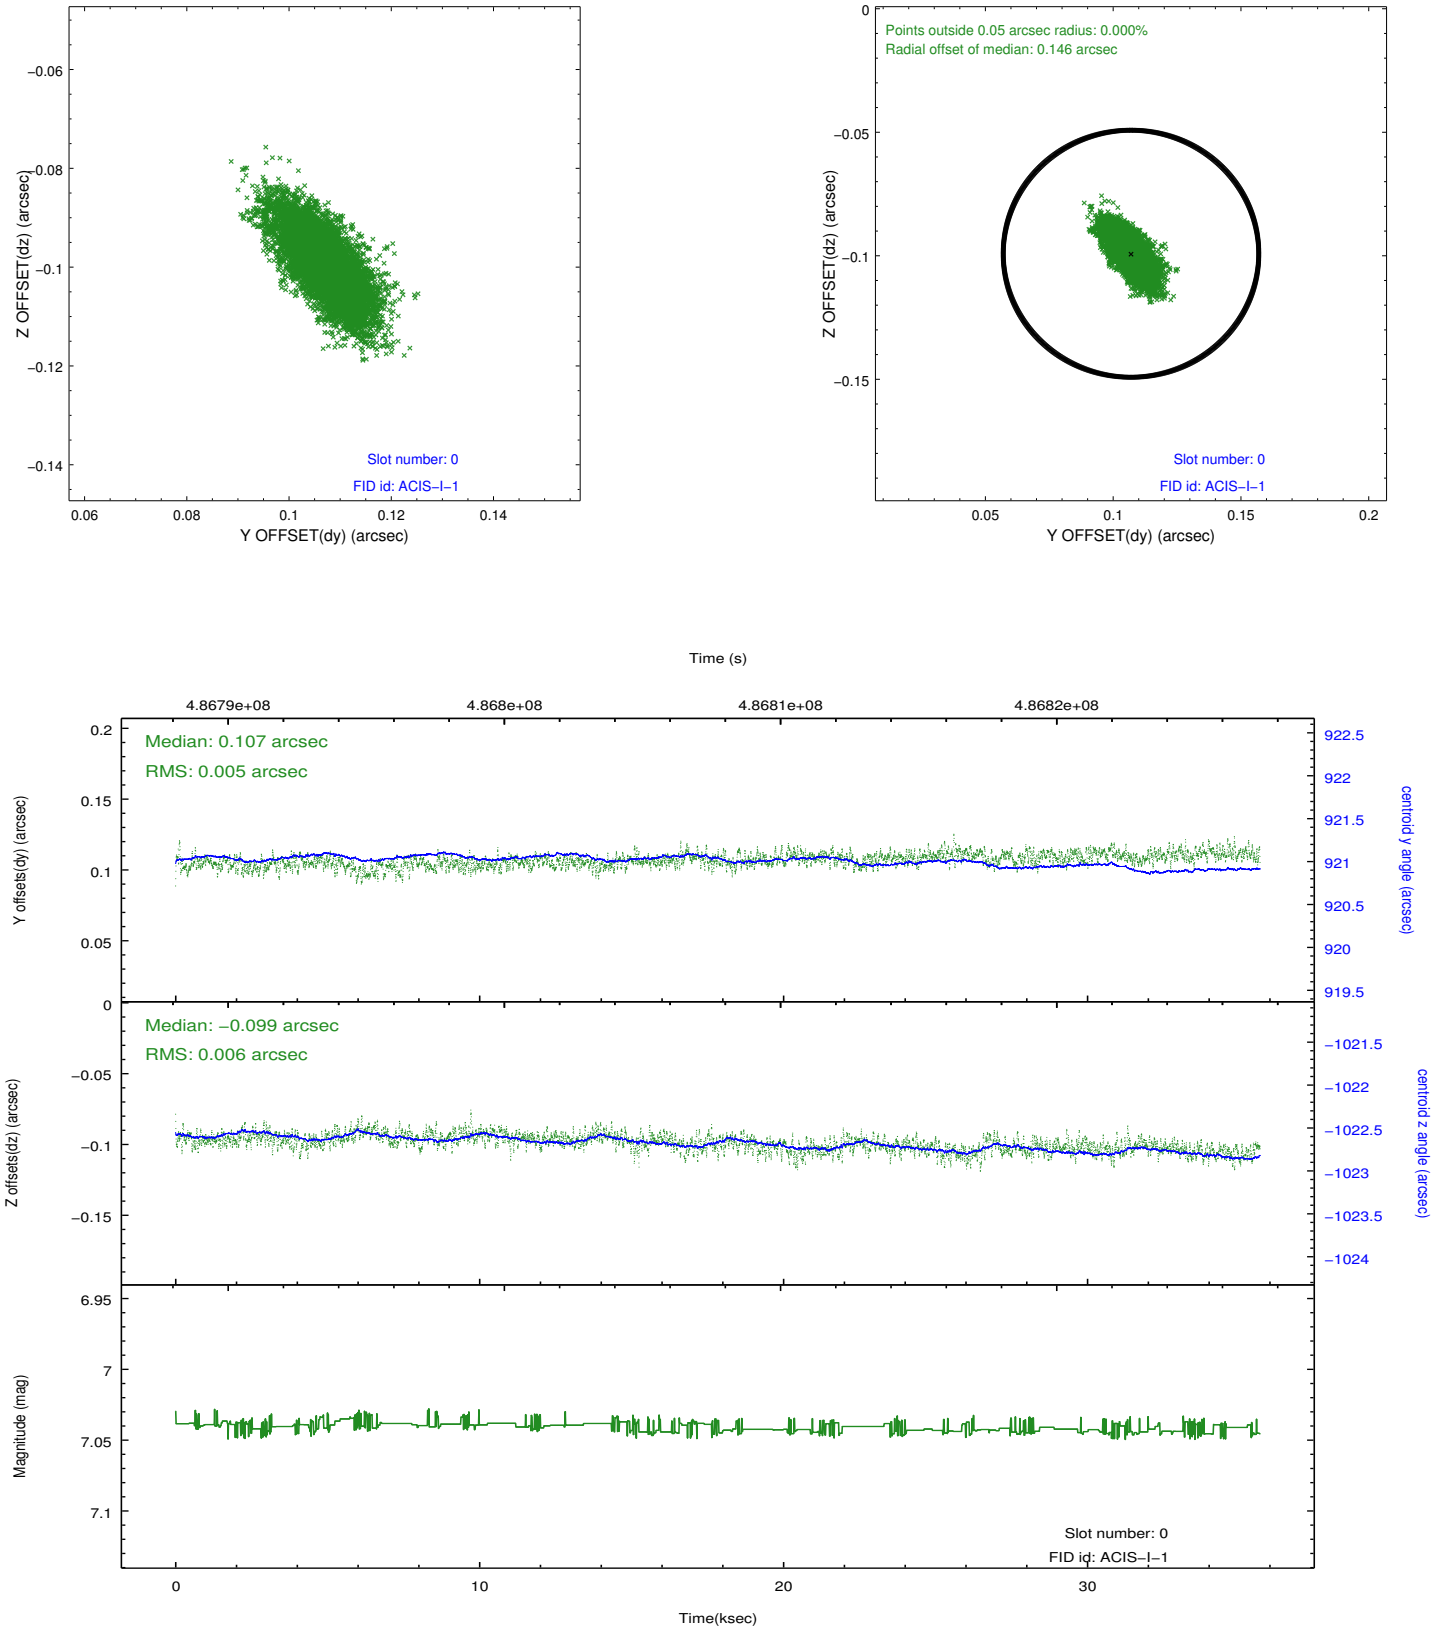 −0.06
−0.08
−0.1
−0.12
−0.14
Z OFFSET(dz) (arcsec)
Slot number: 0
FID id: ACIS−I−1
0.06
0.08
0.1
0.12
0.14
Y OFFSET(dy) (arcsec)
0
−0.05
−0.1
−0.15
Z OFFSET(dz) (arcsec)
Points outside 0.05 arcsec radius: 0.000%
Radial offset of median: 0.146 arcsec
Slot number: 0
FID id: ACIS−I−1
0.05
0.1
0.15
0.2
Y OFFSET(dy) (arcsec)
Time (s)
4.8679e+08
4.868e+08
4.8681e+08
4.8682e+08
Median: 0.107 arcsec
RMS: 0.005 arcsec
0.2
0.15
0.1
0.05
0
Y offsets(dy) (arcsec)
922.5
922
921.5
921
920.5
920
919.5
centroid y angle (arcsec)
Median: −0.099 arcsec
RMS: 0.006 arcsec
−0.05
−0.1
−0.15
Z offsets(dz) (arcsec)
−1021.5
−1022
−1022.5
−1023
−1023.5
−1024
centroid z angle (arcsec)
6.95
7
7.05
7.1
Magnitude (mag)
Slot number: 0
FID id: ACIS−I−1
0
10
20
30
Time(ksec)